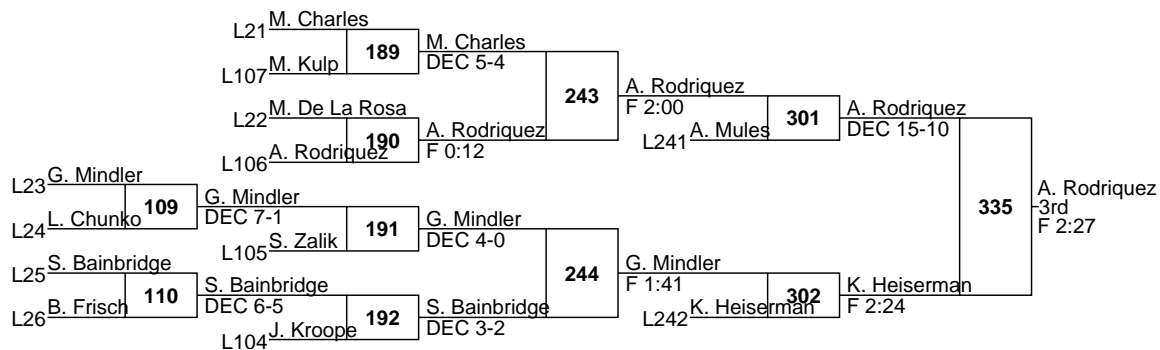 L21 M. Charles
189
M. Charles
DEC 5-4
L107 M. Kulp
243
A. Rodriquez
F 2:00
L22 M. De La Rosa
190
A. Rodriquez
F 0:12
L106 A. Rodriquez
301
A. Rodriquez
DEC 15-10
L241 A. Mules
L23 G. Mindler
109
G. Mindler
DEC 7-1
L24 L. Chunko
191
G. Mindler
DEC 4-0
L105 S. Zalik
335
A. Rodriquez
3rd
F 2:27
L25 S. Bainbridge
110
S. Bainbridge
DEC 6-5
L26 B. Frisch
244
G. Mindler
F 1:41
192
S. Bainbridge
DEC 3-2
L104 J. Kroope
302
K. Heiserman
F 2:24
L242 K. Heiserman